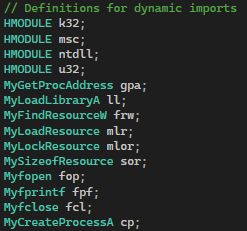 // Definitions for dynamic imports
HMODULE k32;
HMODULE msc;
HMODULE ntdll;
HMODULE u32;
MyGetProcAddress gpa;
MyLoadLibraryA ll;
MyFindResourceW frw;
MyLoadResource mlr;
MyLockResource mlor;
MySizeofResource sor;
Myfopen fop;
Myfprintf fpf;
Myfclose fcl;
MyCreateProcessA cp;